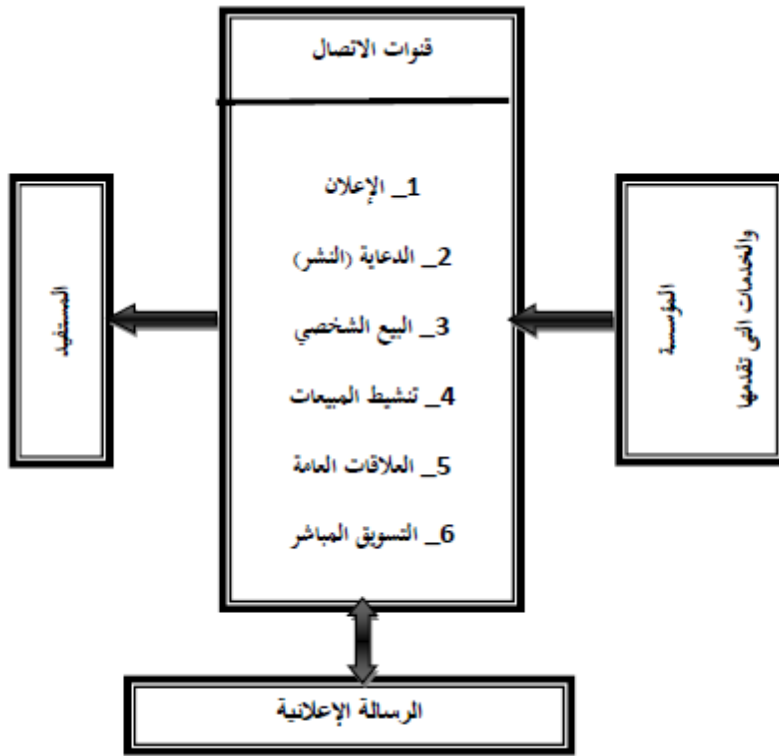 قنوات الاتصال
1_ الإعلان
2_ الدعاية (النشر)
3_ البيع الشخصي
4_ تنشيط المبيعات
5_ العلاقات العامة
6_ التسويق المباشر
المؤسسة
والخدمات التي تقدمها
المستفيد
الرسالة الإعلانية